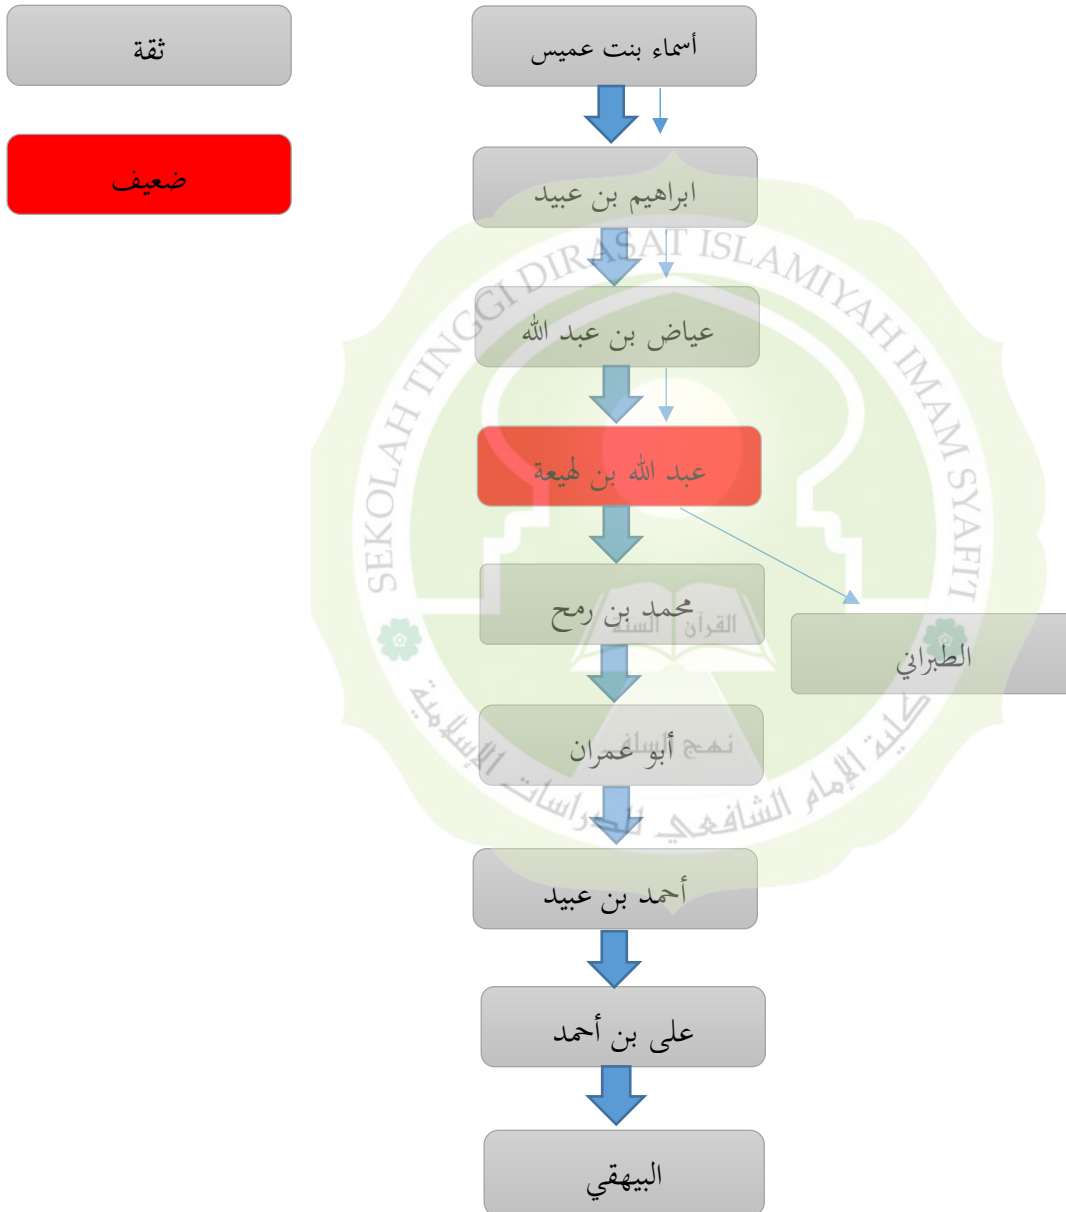 ثقة
أسماء بنت عميس
ضعيف
ابراهيم بن عبيد
عياض بن عبد الله
عبد الله بن لهيعة
محمد بن رمح
الطبراني
أبو عمران
أحمد بن عبيد
على بن أحمد
البيهقي
SEKOLAH TINGGI DIRASAT ISLAMIYAH IMAM SYAFI'I
القرآن السنة
نهج السلف
كلية الإمام الشافعي للدراسات الإسلامية